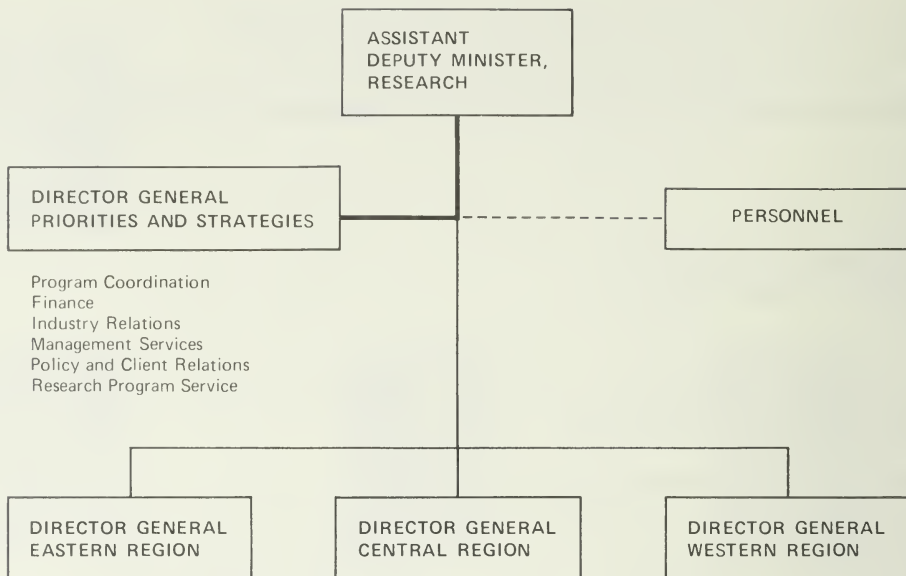 ASSISTANT
DEPUTY MINISTER,
RESEARCH
DIRECTOR GENERAL
PRIORITIES AND STRATEGIES
PERSONNEL
Program Coordination
Finance
Industry Relations
Management Services
Policy and Client Relations
Research Program Service
DIRECTOR GENERAL
EASTERN REGION
DIRECTOR GENERAL
CENTRAL REGION
DIRECTOR GENERAL
WESTERN REGION